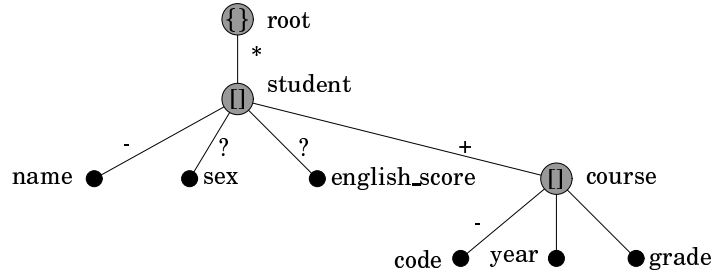 {} root
*
[] student
- ? ? +
name sex english_score [] course
-
code year grade